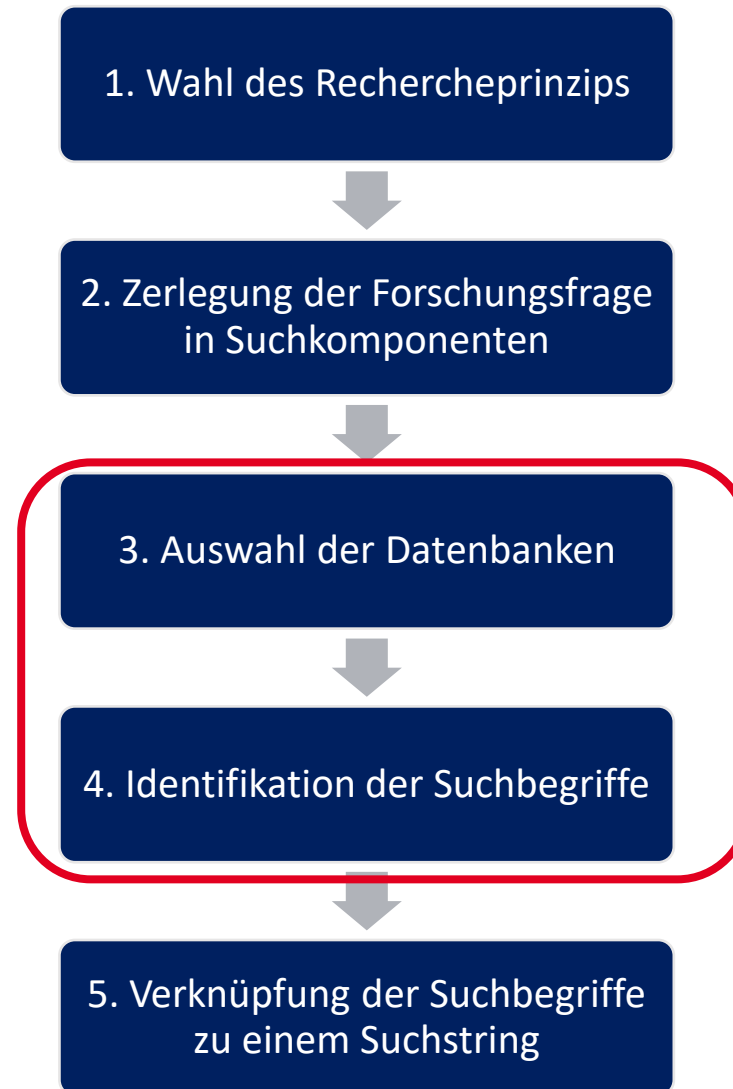 1. Wahl des Rechercheprinzips
2. Zerlegung der Forschungsfrage
in Suchkomponenten
3. Auswahl der Datenbanken
4. Identifikation der Suchbegriffe
5. Verknüpfung der Suchbegriffe
zu einem Suchstring